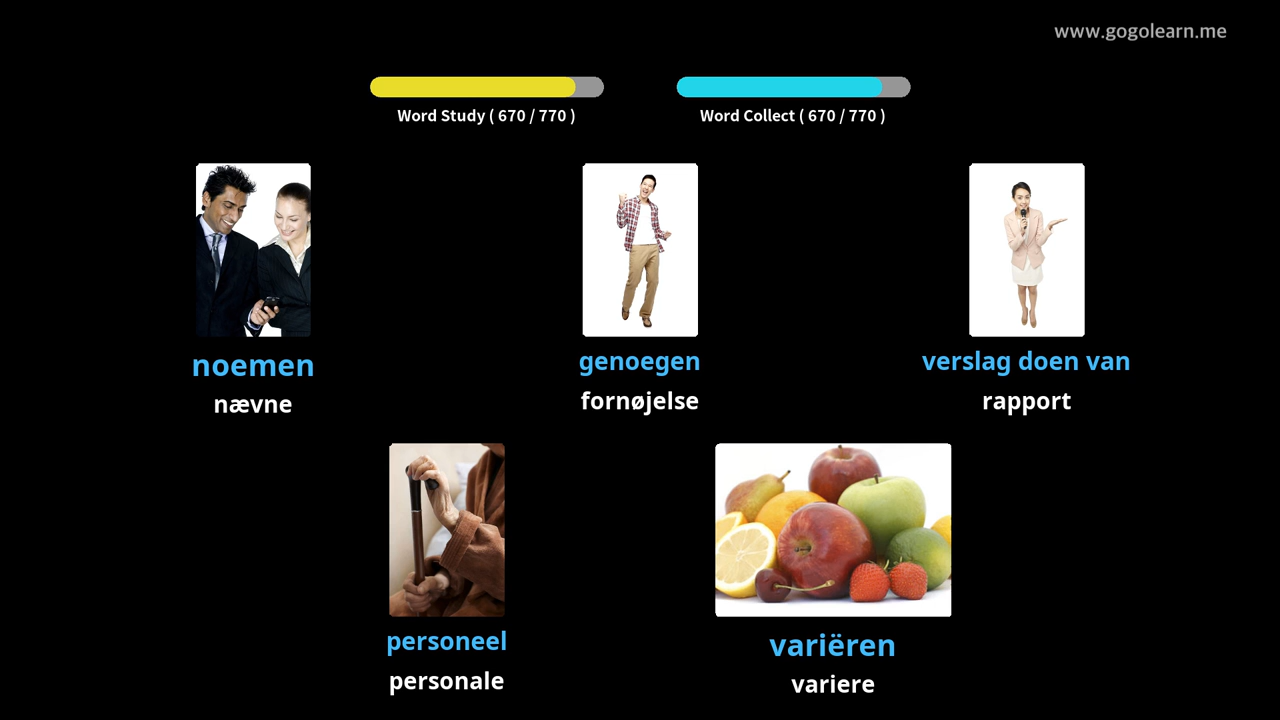 www.gogolearn.me
Word Study ( 670 / 770 )
Word Collect ( 670 / 770 )
noemen
nævne
genoegen
fornøjelse
verslag doen van
rapport
personeel
personale
variëren
variere